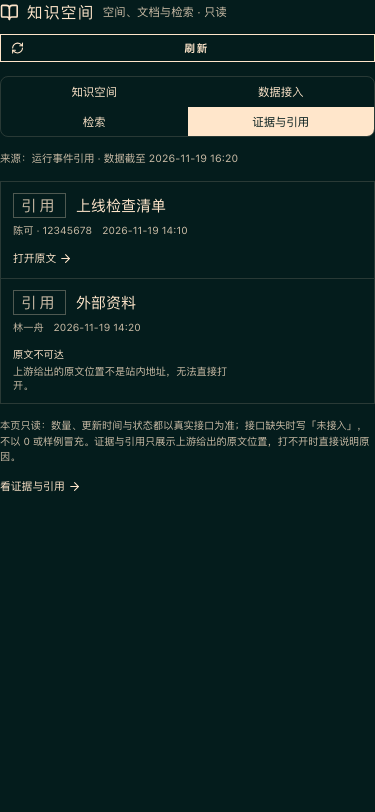 知识空间 空间、文档与检索 · 只读
刷新
知识空间 数据接入
检索 证据与引用
来源：运行事件引用 · 数据截至 2026-11-19 16:20
引用 上线检查清单
陈可 · 12345678 2026-11-19 14:10
打开原文 →
引用 外部资料
林一舟 2026-11-19 14:20
原文不可达
上游给出的原文位置不是站内地址，无法直接打
开。
本页只读：数量、更新时间与状态都以真实接口为准；接口缺失时写「未接入」，
不以 0 或样例冒充。证据与引用只展示上游给出的原文位置，打不开时直接说明原
因。
看证据与引用 →